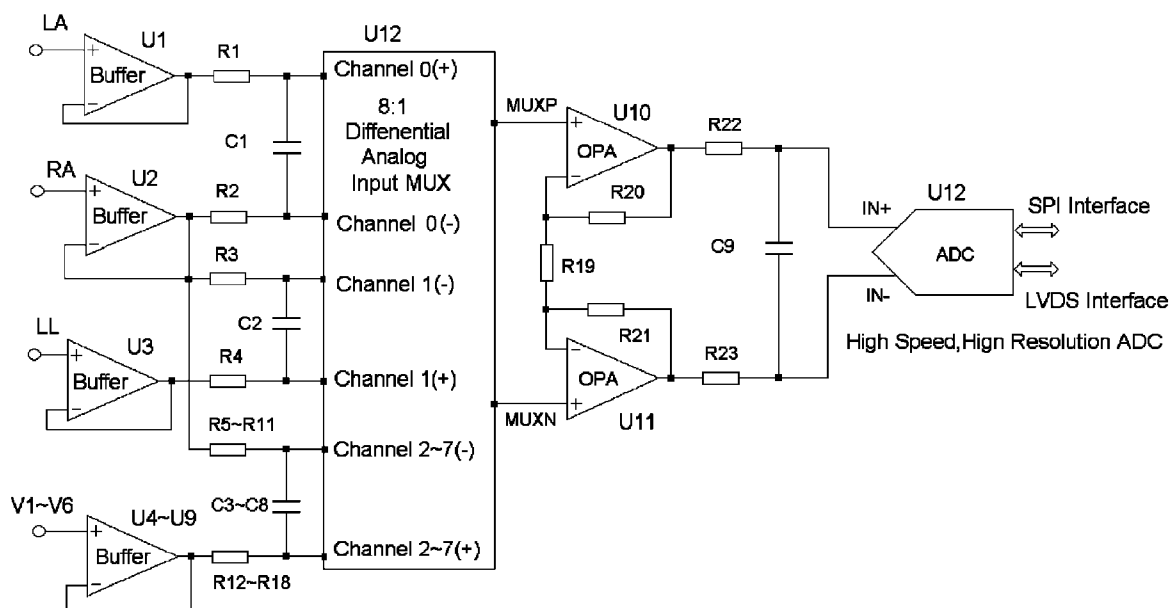 LA
U1
+
Buffer
−
R1
U12
Channel 0(+)
8:1
Diffenential
Analog
Input MUX
C1
RA
U2
+
Buffer
−
R2
Channel 0(-)
R3
Channel 1(-)
C2
LL
U3
+
Buffer
−
R4
Channel 1(+)
R5~R11
Channel 2~7(-)
C3~C8
V1~V6
U4~U9
+
Buffer
−
R12~R18
Channel 2~7(+)
MUXP
U10
+
OPA
−
R20
R19
R21
−
OPA
+
U11
MUXN
R22
C9
R23
IN+
IN-
U12
ADC
SPI Interface
LVDS Interface
High Speed,Hign Resolution ADC